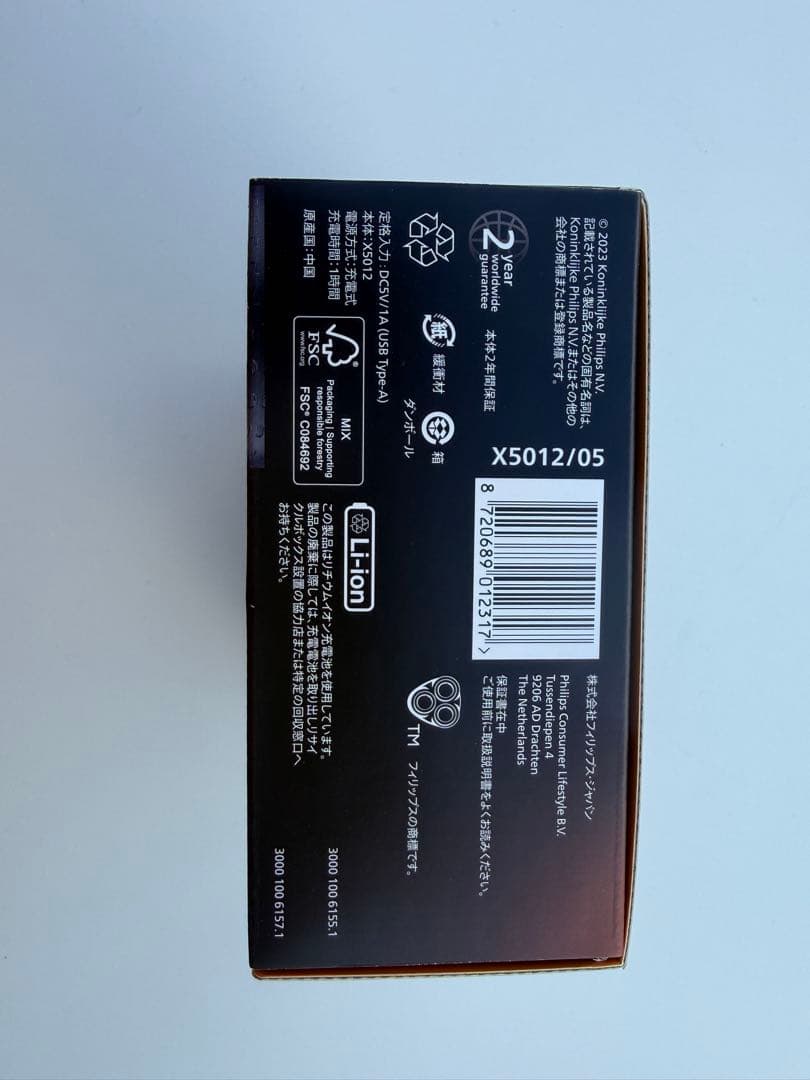 © 2023 Koninklijke Philips N.V.
記載されている製品名などの固有名詞は、
Koninklijke Philips N.V.またはその他の
会社の商標または登録商標です。
2 year
worldwide
guarantee
本体2年間保証
紙
緩衝材
箱
ダンボール
定格入力:DC5V/1A (USB Type-A)
本体:X5012
電源方式:充電式
充電時間:1時間
原産国:中国
FSC
www.fsc.org
MIX
Packaging | Supporting
responsible forestry
FSC® C084692
X5012/05
8 720689 012317 >
Li-ion
この製品はリチウムイオン充電池を使用しています。
製品の廃棄に際しては、充電電池を取り出しリサイ
クルボックス設置の協力店または特定の回収窓口へ
お持ちください。
株式会社フィリップス・ジャパン
Philips Consumer Lifestyle B.V.
Tussendiepen 4
9206 AD Drachten
The Netherlands
保証書在中
ご使用前に取扱説明書をよくお読みください。
TM フィリップスの商標です。
3000 100 6155.1
3000 100 6157.1